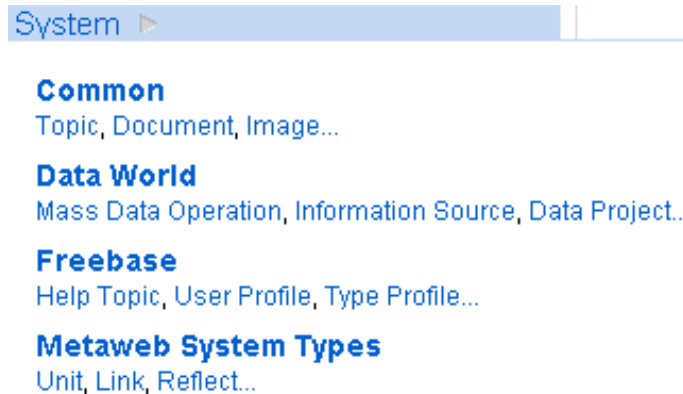 System
Common
Topic, Document, Image...
Data World
Mass Data Operation, Information Source, Data Project..
Freebase
Help Topic, User Profile, Type Profile...
Metaweb System Types
Unit, Link, Reflect...